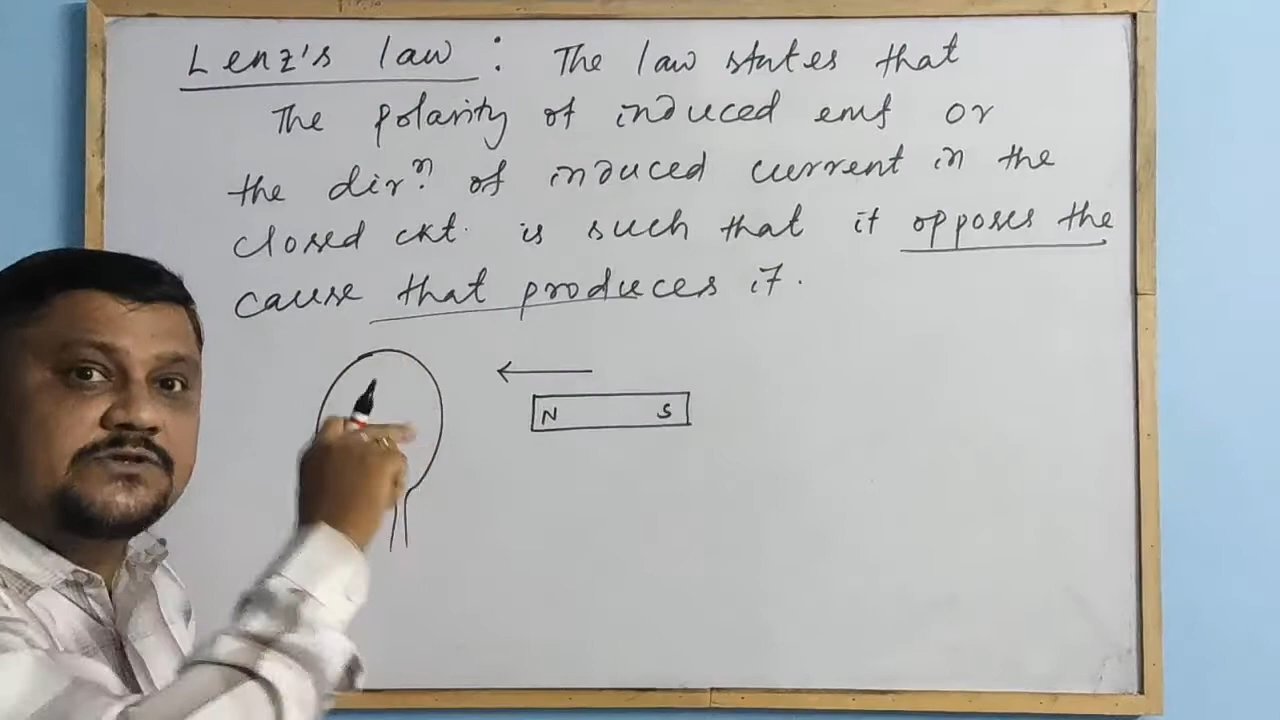 Lenz's law : The law states that
The polarity of induced emf or
the dirⁿ. of induced current in the
closed ckt. is such that it opposes the
cause that produces it.
N S